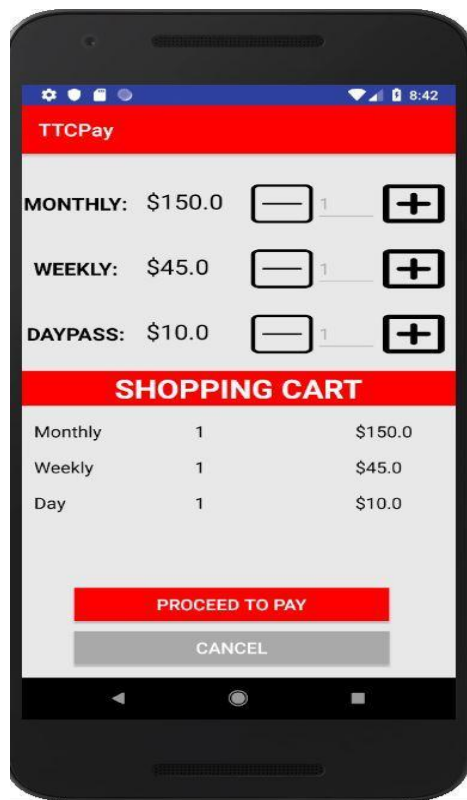 8:42
TTCPay
MONTHLY: $150.0 1
WEEKLY: $45.0 1
DAYPASS: $10.0 1
SHOPPING CART
Monthly 1 $150.0
Weekly 1 $45.0
Day 1 $10.0
PROCEED TO PAY
CANCEL